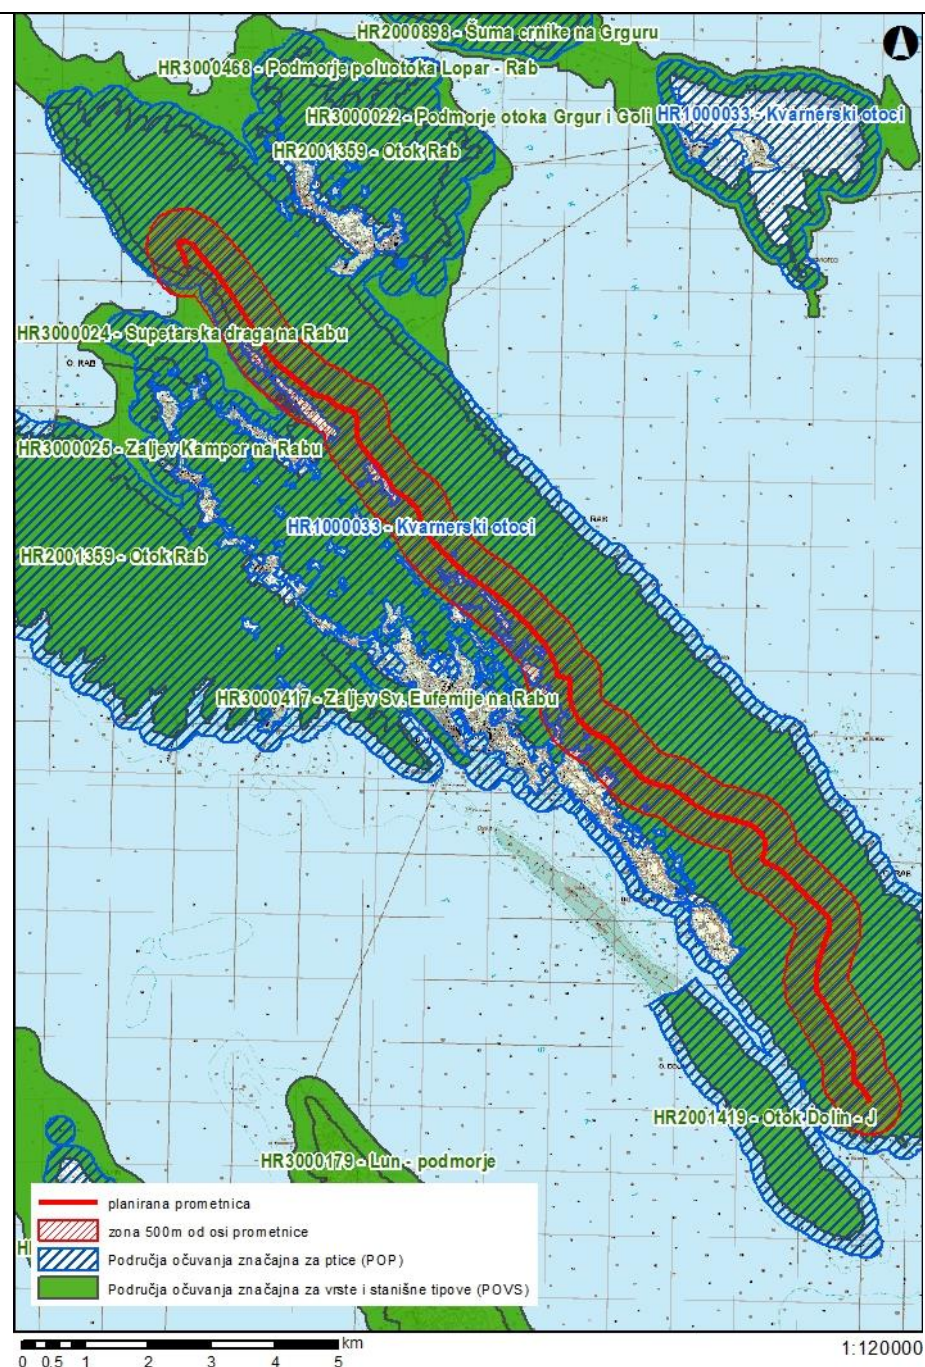 HR2000898 - Šuma crnike na Grguru
HR3000468 - Podmorje poluotoka Lopar - Rab
HR3000022 - Podmorje otoka Grgur i Goli
HR1000033 - Kvarnerski otoci
HR2001359 - Otok Rab
HR3000024 - Supetarska draga na Rabu
O. RAB
HR3000025 - Zaljev Kampor na Rabu
HR1000033 - Kvarnerski otoci
RAB
HR2001359 - Otok Rab
HR3000417 - Zaljev Sv. Eufemije na Rabu
RAB
HR2001419 - Otok Dolin - J
HR3000179 - Lun - podmorje
planirana prometnica
zona 500m od osi prometnice
Područja očuvanja značajna za ptice (POP)
Područja očuvanja značajna za vrste i stanišne tipove (POVS)
km
0 0.5 1 2 3 4 5
1:120000